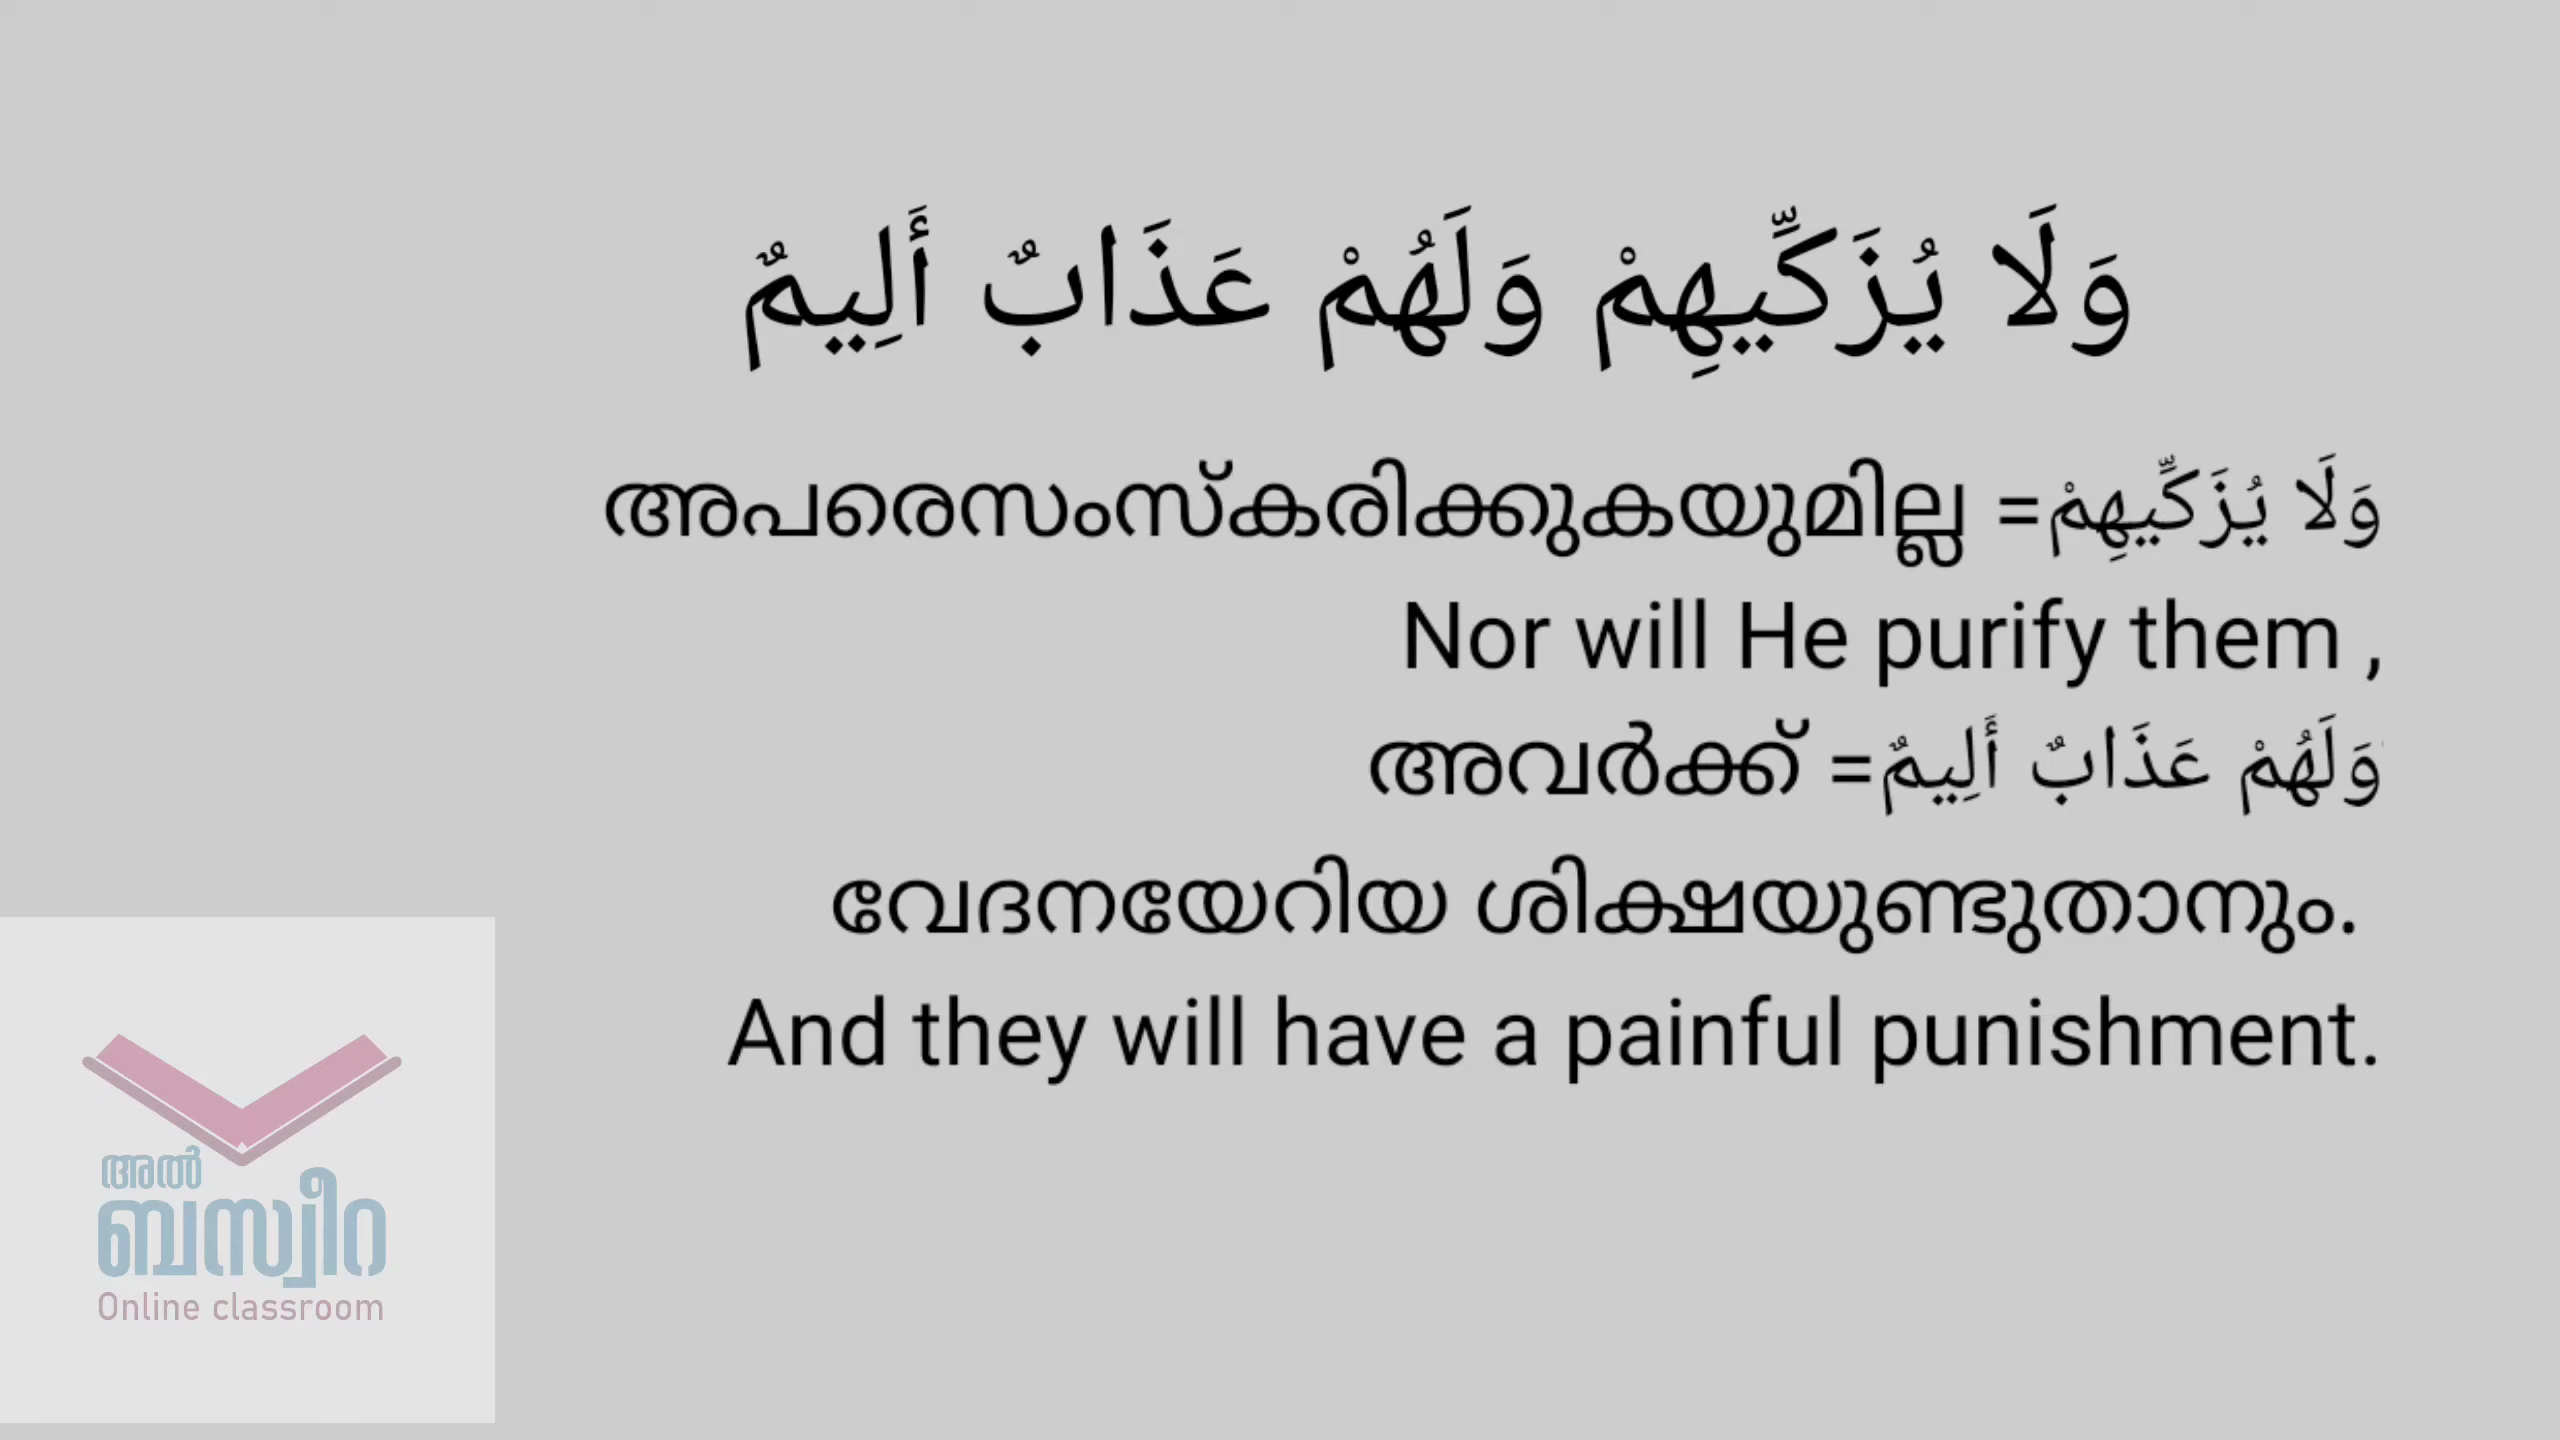 وَلَا يُزَكِّيهِمْ وَلَهُمْ عَذَابٌ أَلِيمٌ
وَلَا يُزَكِّيهِمْ= അപരെസംസ്കരിക്കുകയുമില്ല
Nor will He purify them ,
وَلَهُمْ عَذَابٌ أَلِيمٌ= അവർക്ക്
വേദനയേറിയ ശിക്ഷയുണ്ടുതാനും.
And they will have a painful punishment.
അൽ
ബസ്വീറ
Online classroom